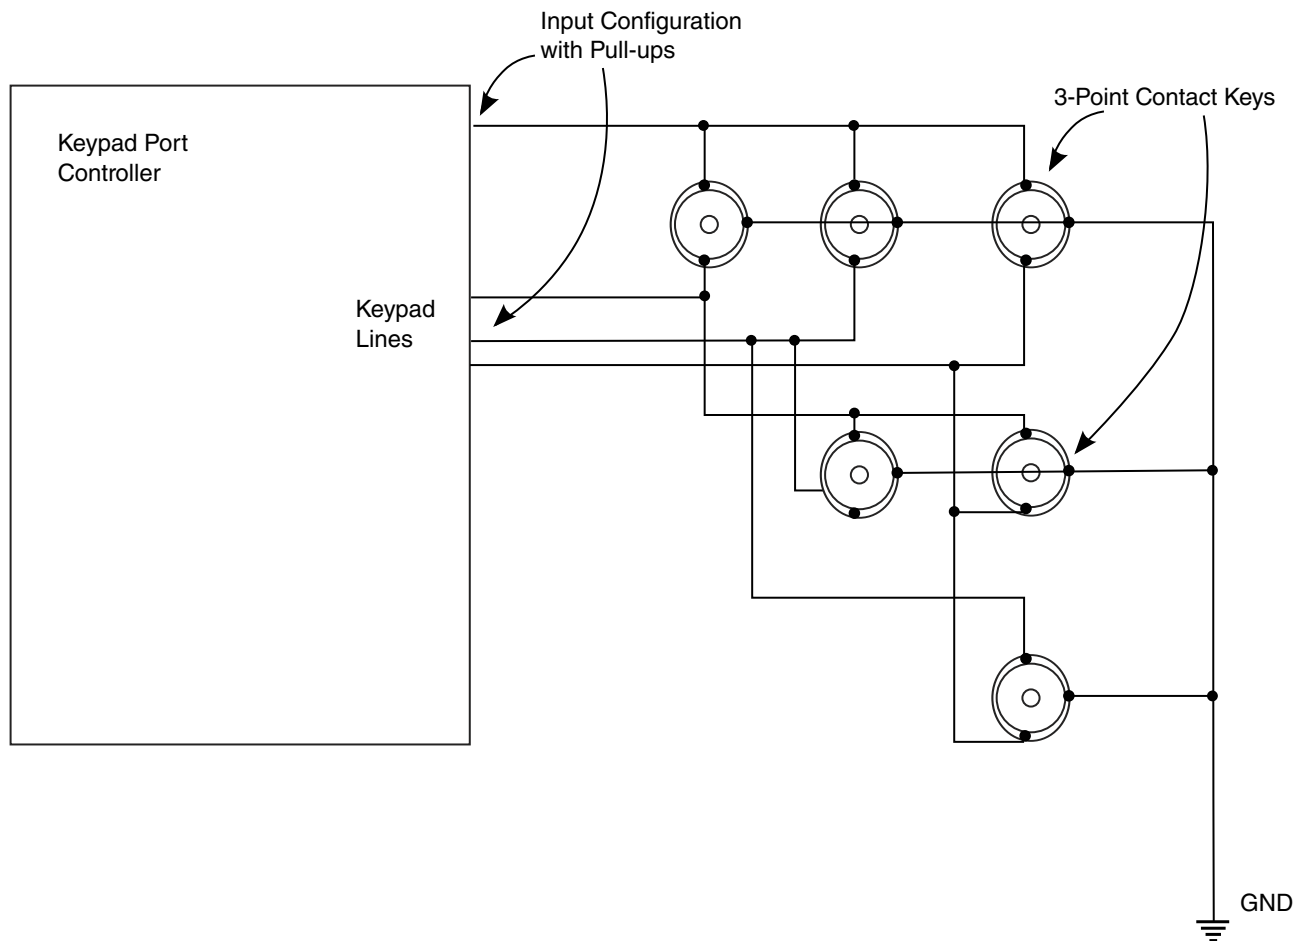 Input Configuration
with Pull-ups
3-Point Contact Keys
Keypad Port
Controller
Keypad
Lines
GND